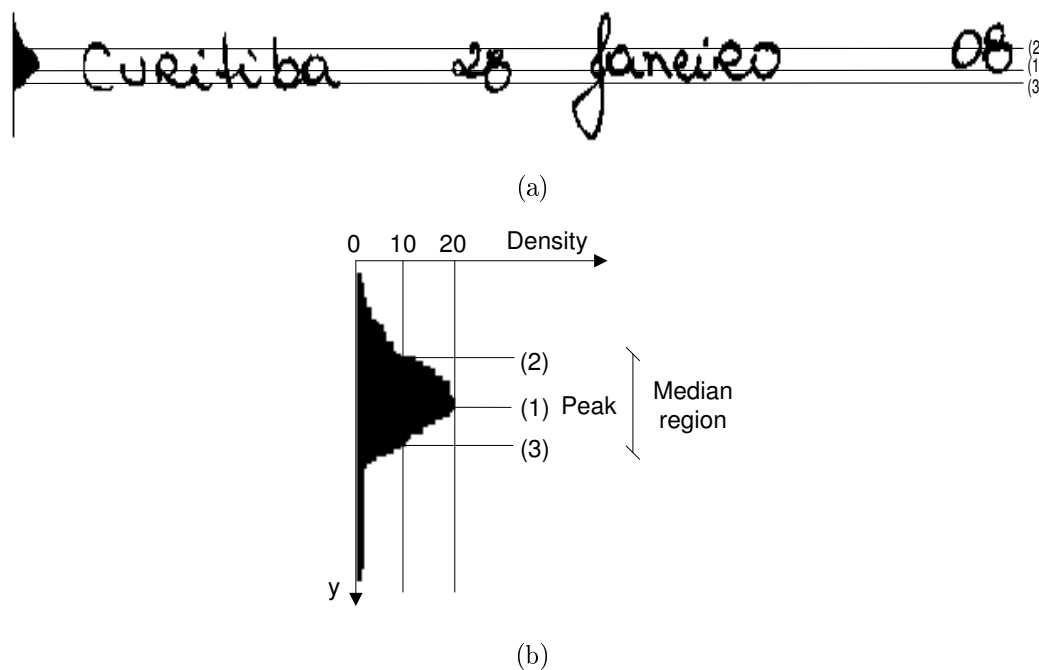 Curitiba 28 Janeiro 08
(2
(1
(3
(a)
0 10 20 Density
(2)
(1) Peak
Median
region
(3)
y
(b)